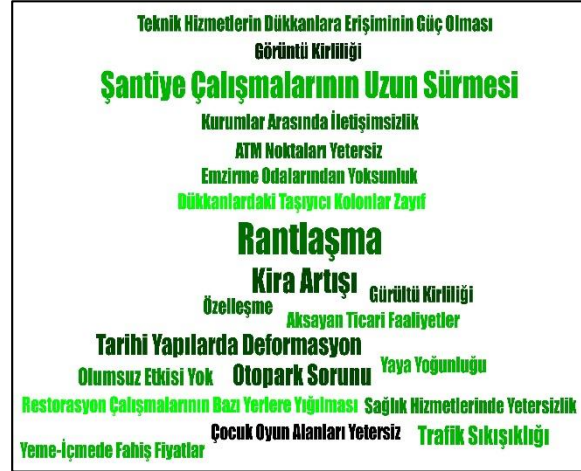 Teknik Hizmetlerin Dükkanlara Erişiminin Güç Olması
Görüntü Kirliliği
Şantiye Çalışmalarının Uzun Sürmesi
Kurumlar Arasında İletişimsizlik
ATM Noktaları Yetersiz
Emzirme Odalarından Yoksunluk
Dükkanlardaki Taşıyıcı Kolonlar Zayıf
Rantlaşma
Kira Artışı
Gürültü Kirliliği
Özelleşme
Aksayan Ticari Faaliyetler
Tarihi Yapılarda Deformasyon
Yaya Yoğunluğu
Olumsuz Etkisi Yok
Otopark Sorunu
Restorasyon Çalışmalarının Bazı Yerlere Yığılması
Sağlık Hizmetlerinde Yetersizlik
Çocuk Oyun Alanları Yetersiz
Trafik Sıkışıklığı
Yeme-İçmede Fahiş Fiyatlar